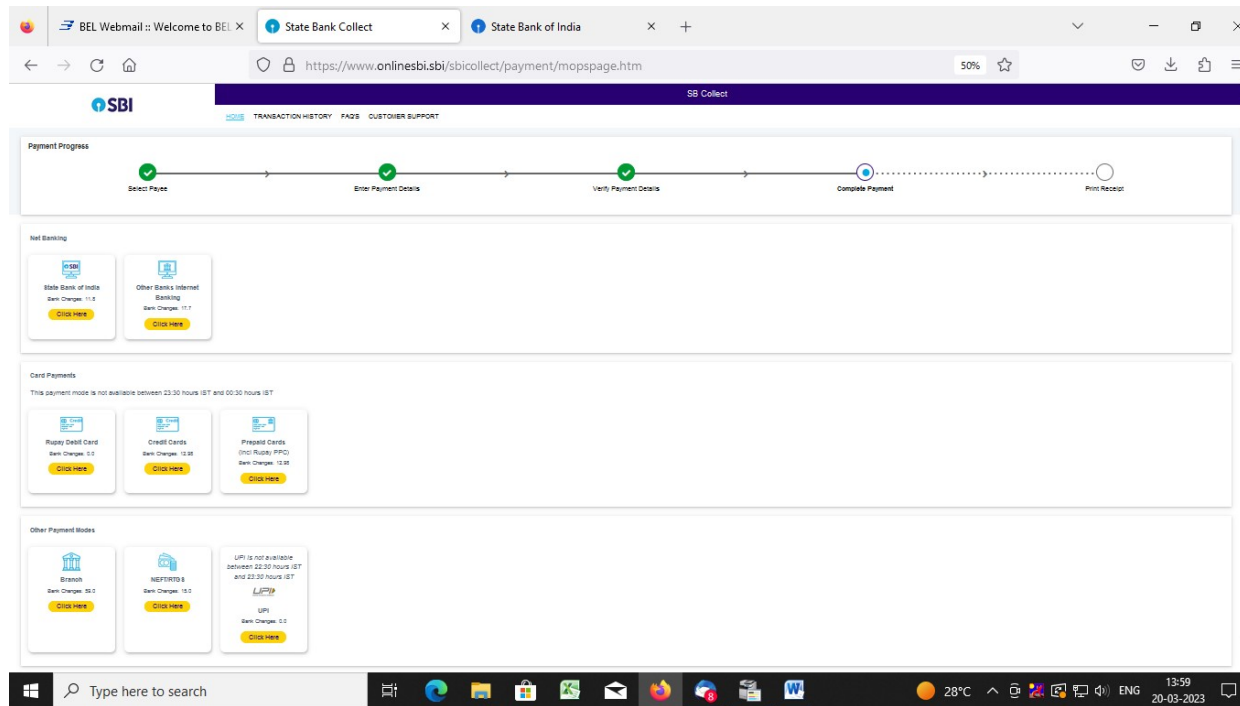 BEL Webmail :: Welcome to BEL
State Bank Collect
State Bank of India
https://www.onlinesbi.sbi/sbicollect/payment/mopspage.htm
50%
SBI
SB Collect
HOME TRANSACTION HISTORY FAQ'S CUSTOMER SUPPORT
Payment Progress
Select Payee
Enter Payment Details
Verify Payment Details
Complete Payment
Print Receipt
Net Banking
SBI
State Bank of India
Bank Charges: 11.8
Click Here
Other Banks Internet
Banking
Bank Charges: 17.7
Click Here
Card Payments
This payment mode is not available between 23:30 hours IST and 00:30 hours IST
Credit
Rupay Debit Card
Bank Charges: 0.0
Click Here
Credit
Credit Cards
Bank Charges: 12.98
Click Here
Prepaid Cards
(Incl Rupay PPC)
Bank Charges: 12.98
Click Here
Other Payment Modes
Branch
Bank Charges: 59.0
Click Here
NEFT/RTGS
Bank Charges: 15.0
Click Here
UPI is not available
between 22:30 hours IST
and 23:30 hours IST
UPI
UPI
Bank Charges: 0.0
Click Here
Type here to search
28°C
ENG
13:59
20-03-2023